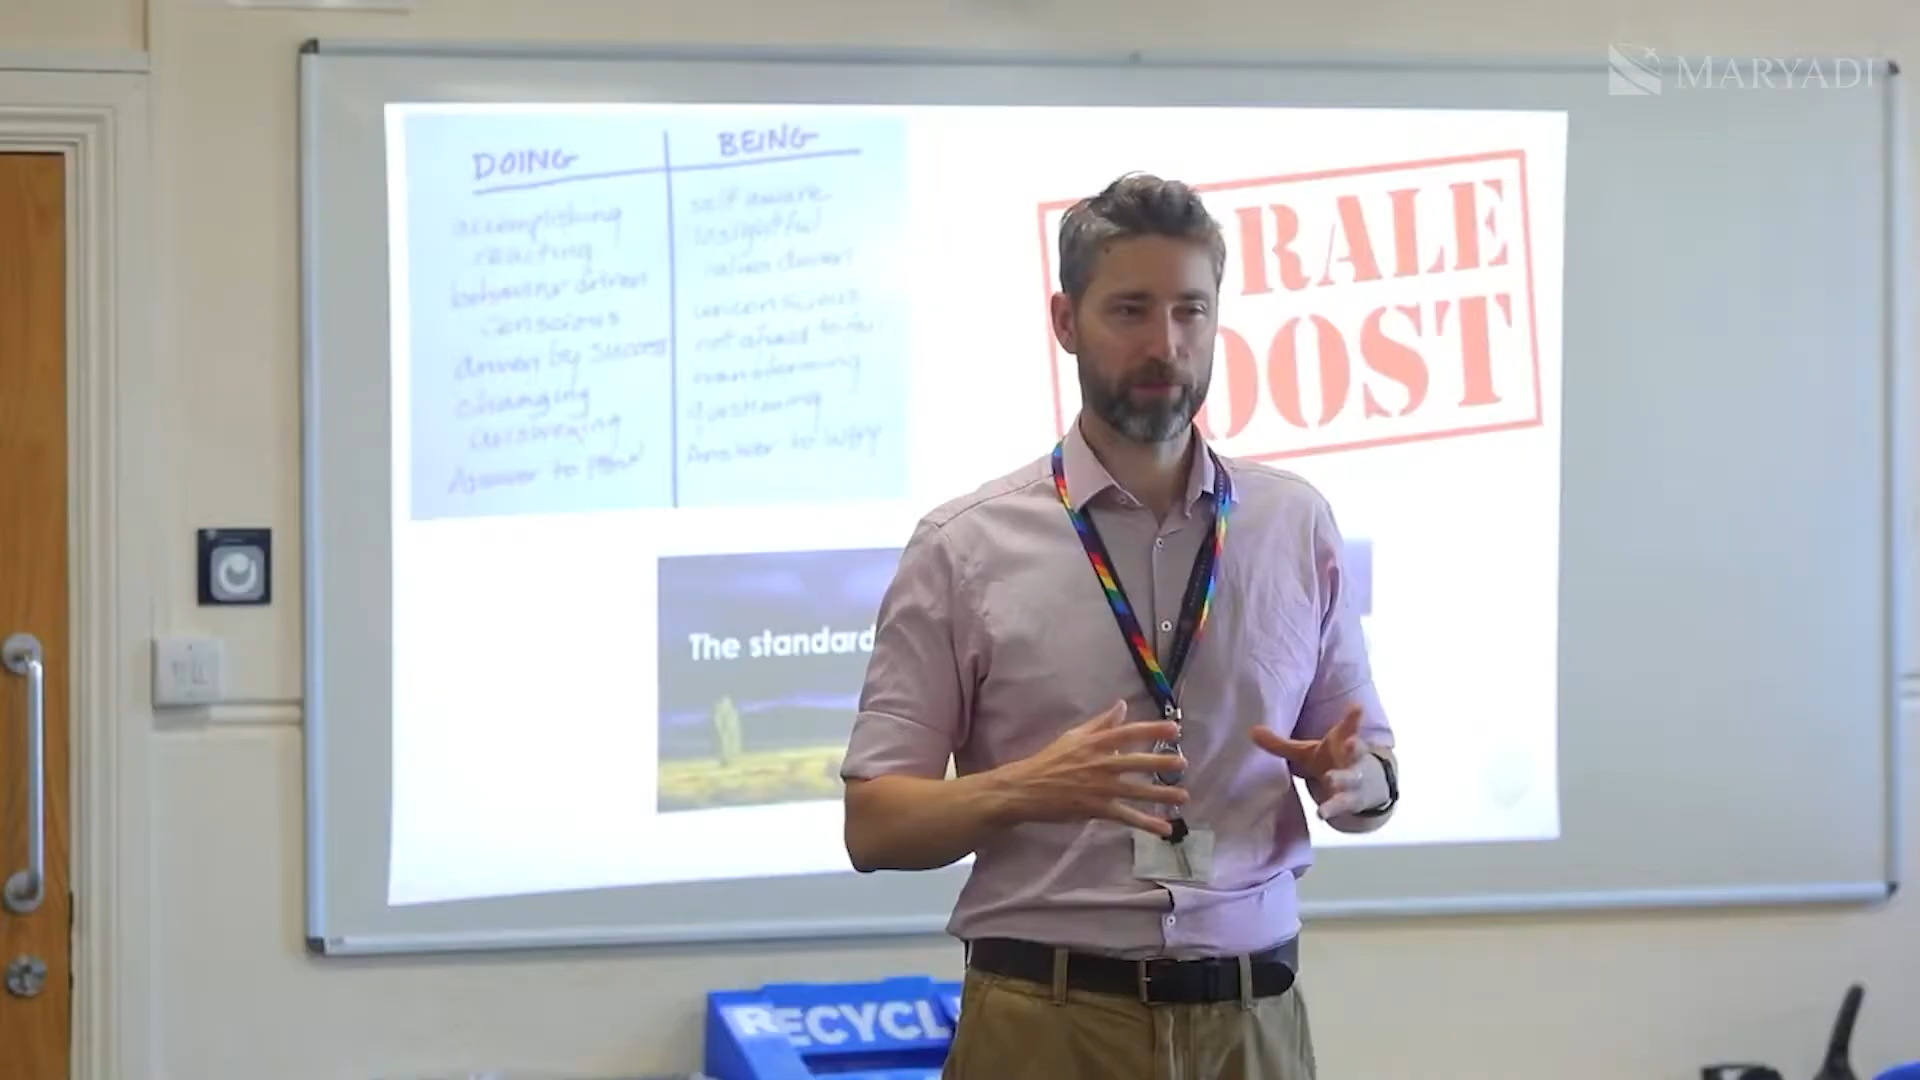 MARYADI
DOING
BEING
accomplishing
reacting
behaviour driven
conscious
driven by success
changing
answering
Answer to How
self aware
insightful
values driven
unconscious
not afraid to
transforming
questioning
Answer to Why
RALE
OOST
The standard
RECYCL